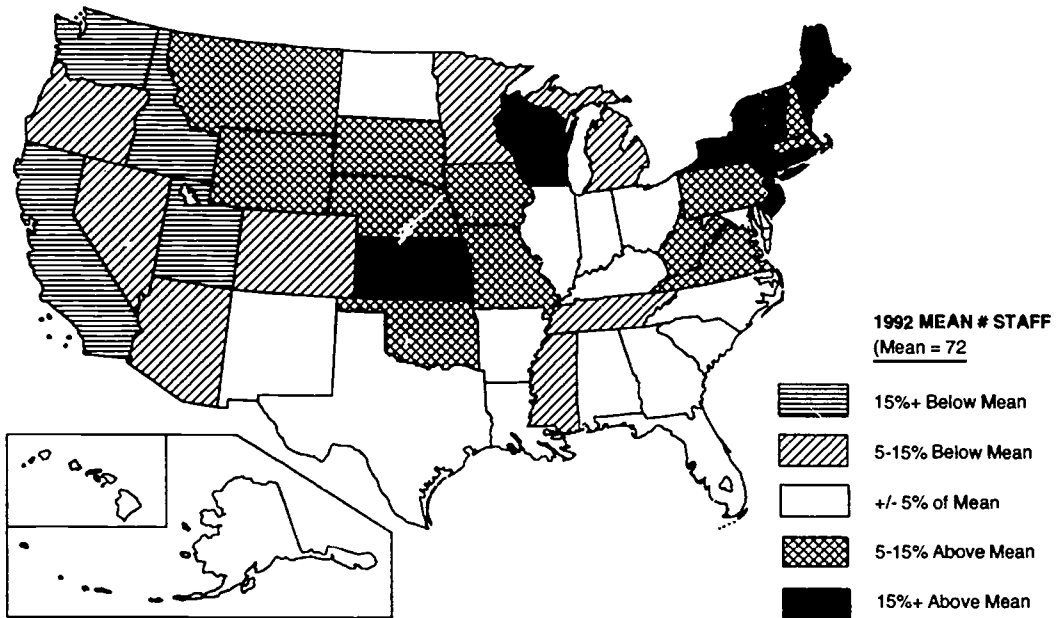 1992 MEAN # STAFF
(Mean = 72
15%+ Below Mean
5-15% Below Mean
+/- 5% of Mean
5-15% Above Mean
15%+ Above Mean